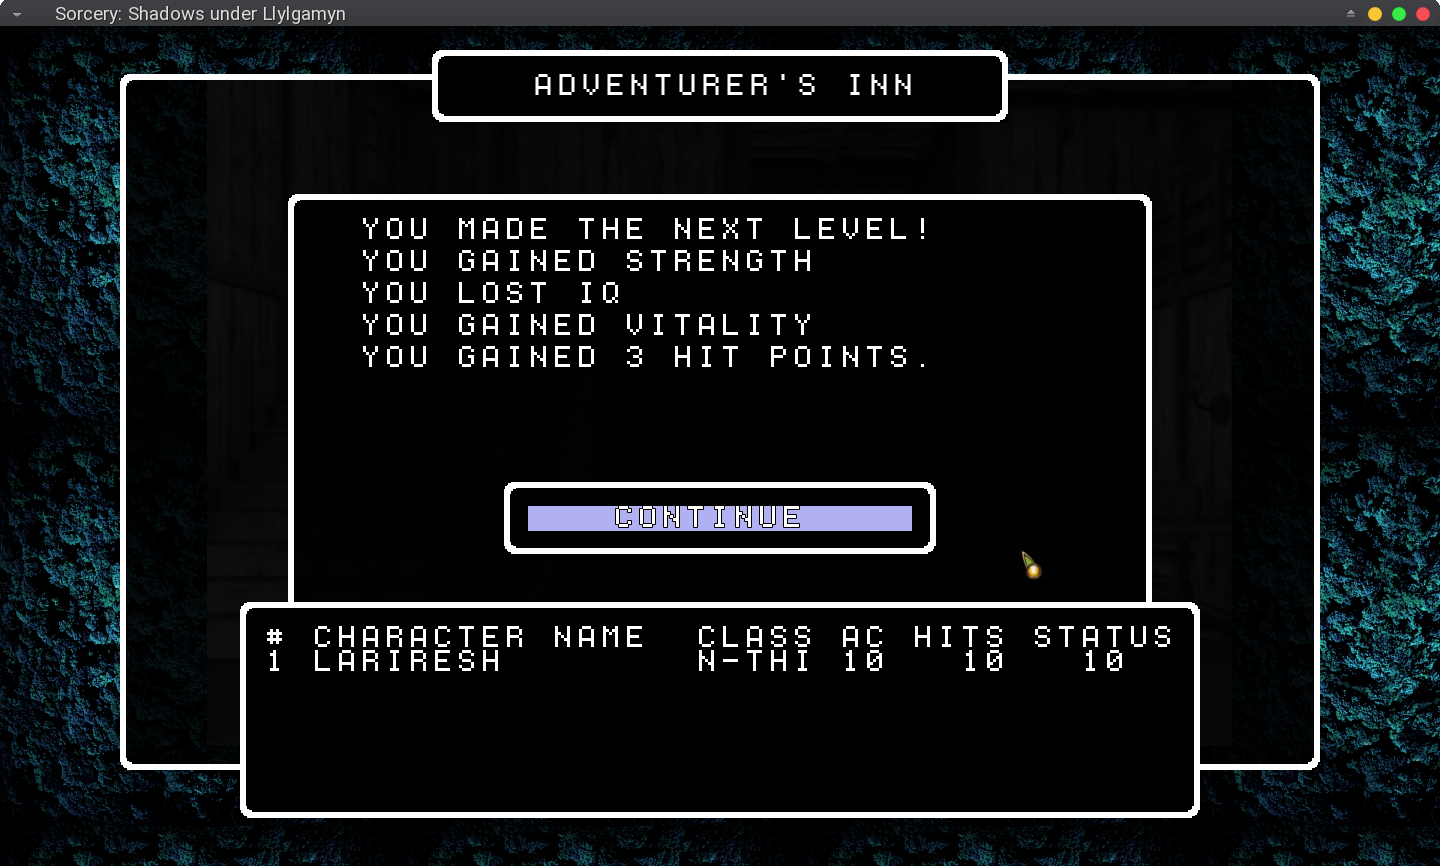 Sorcery: Shadows under Llylgamyn
ADVENTURER'S INN
YOU MADE THE NEXT LEVEL!
YOU GAINED STRENGTH
YOU LOST IQ
YOU GAINED VITALITY
YOU GAINED 3 HIT POINTS.
CONTINUE
# CHARACTER NAME CLASS AC HITS STATUS
1 LARIRESH N-THI 10 10 10